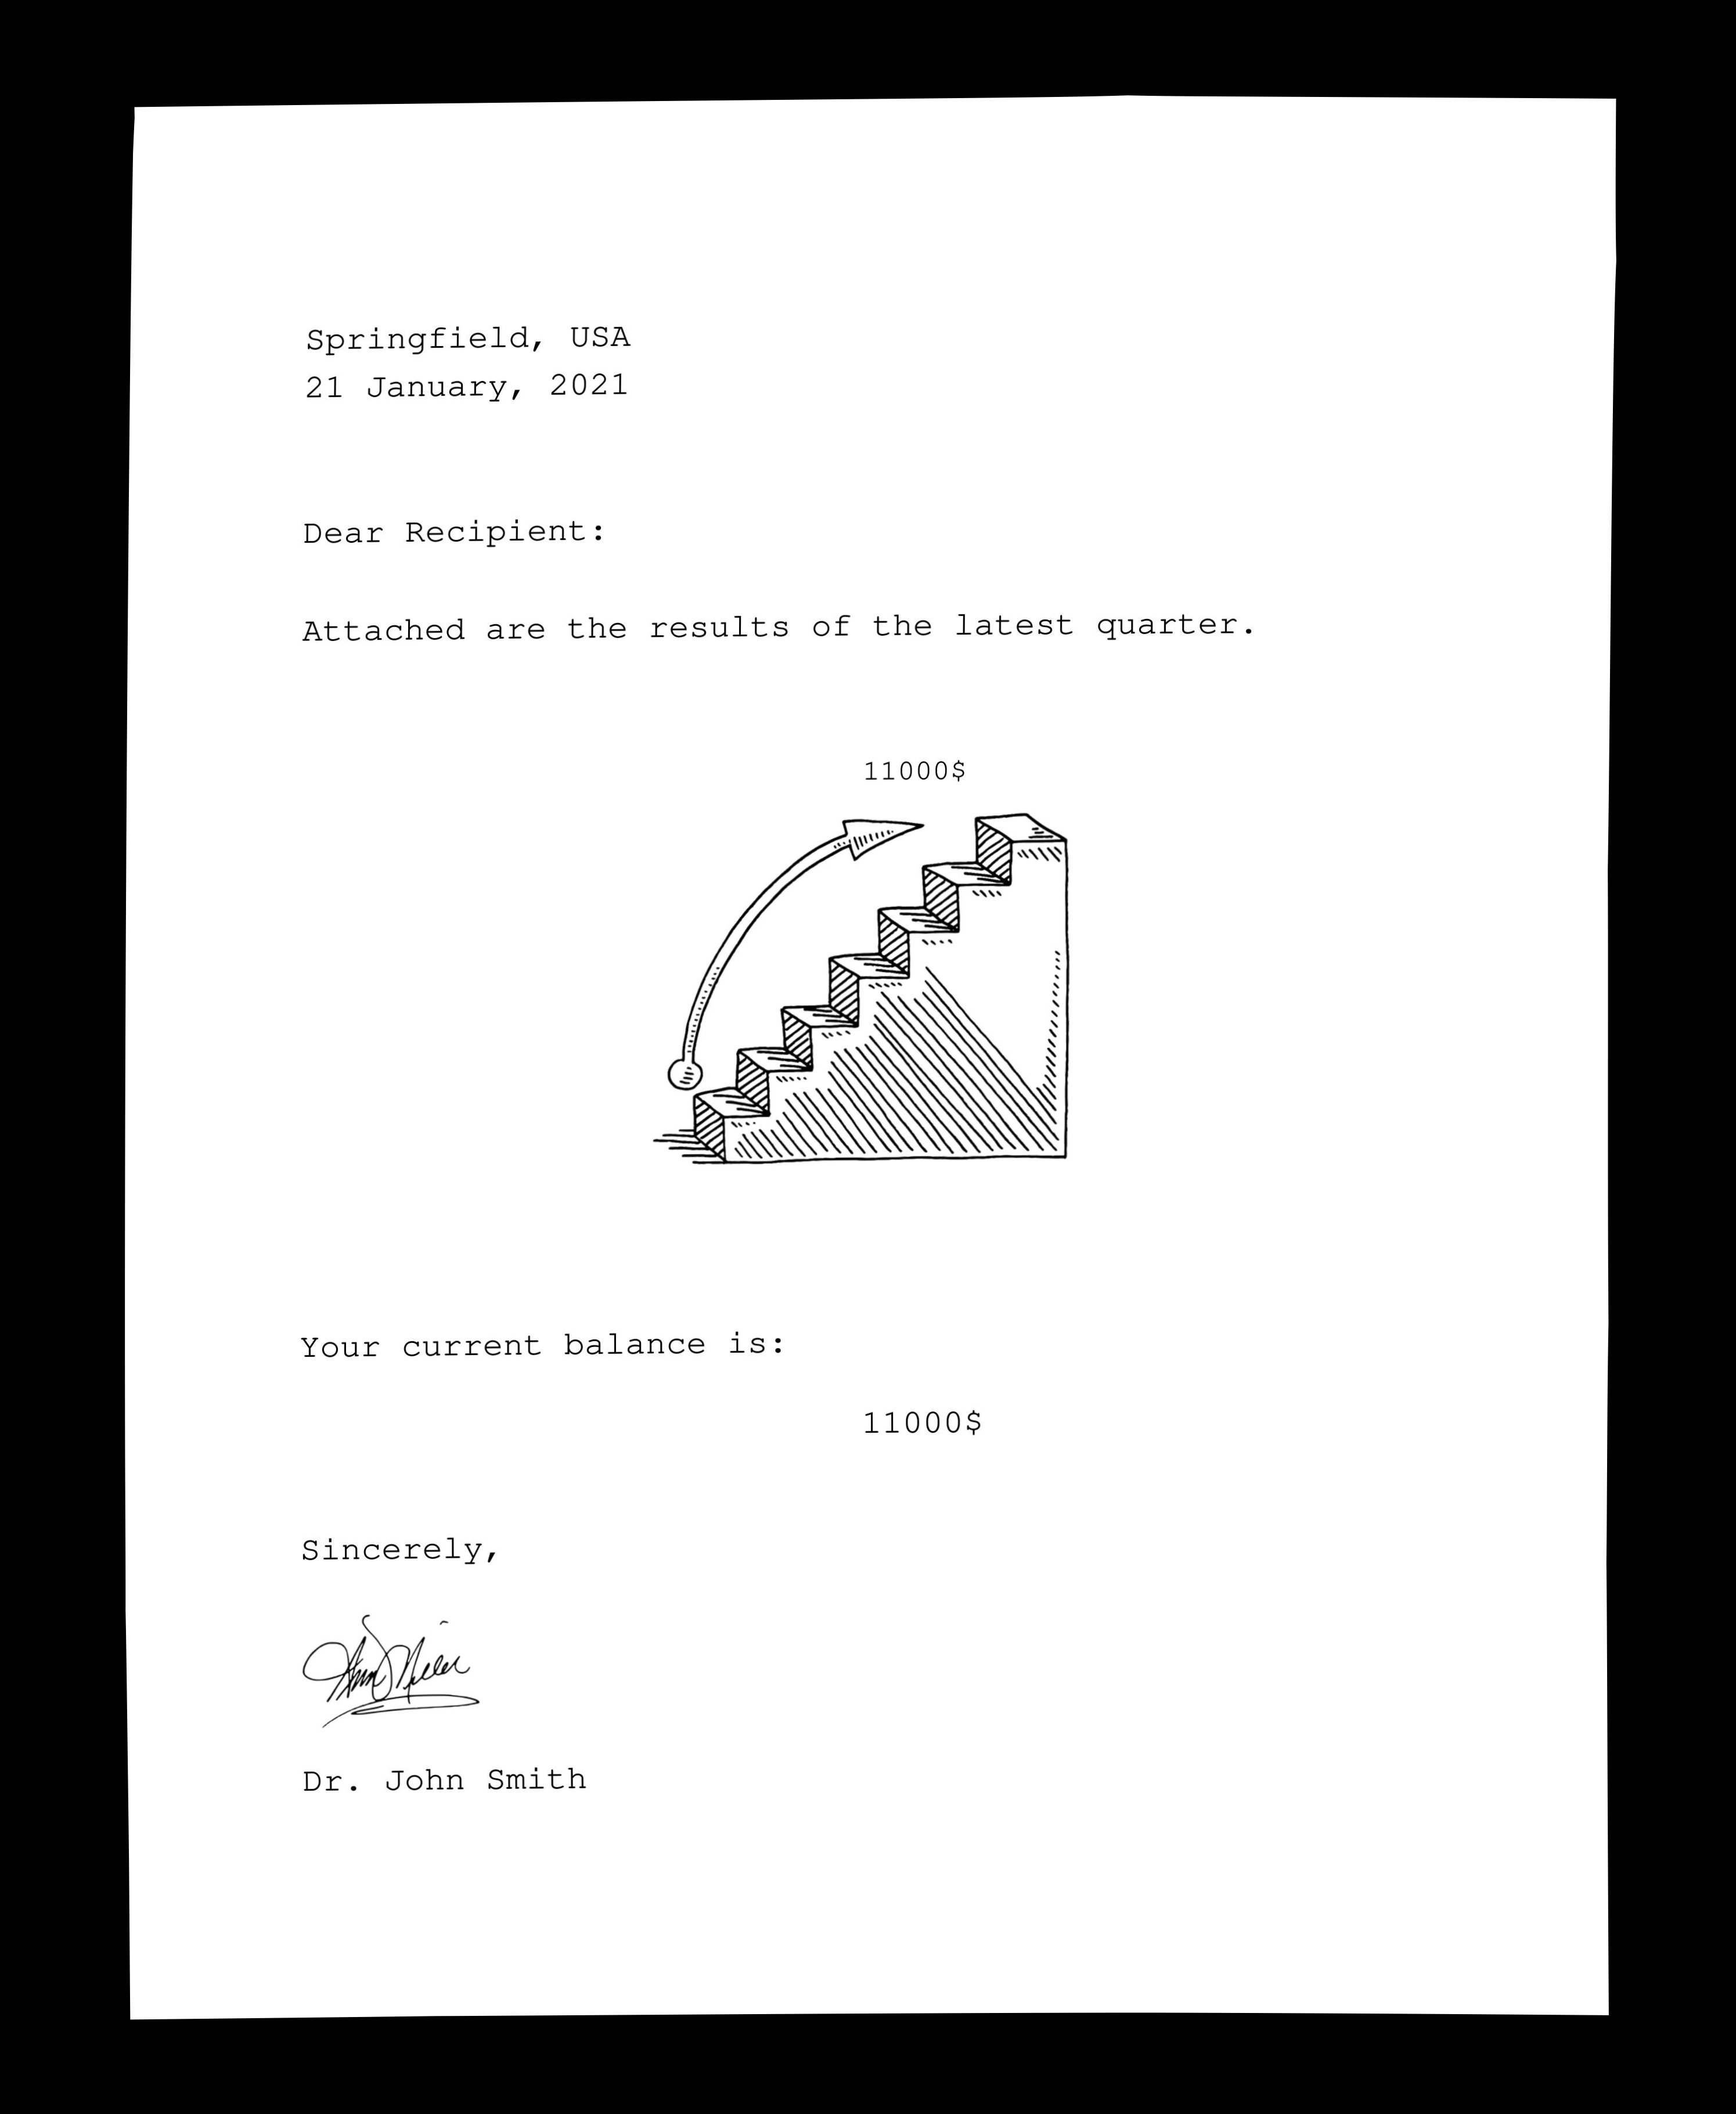 Springfield, USA
21 January, 2021
Dear Recipient:
Attached are the results of the latest quarter.
11000$
Your current balance is:
11000$
Sincerely,
Dr. John Smith